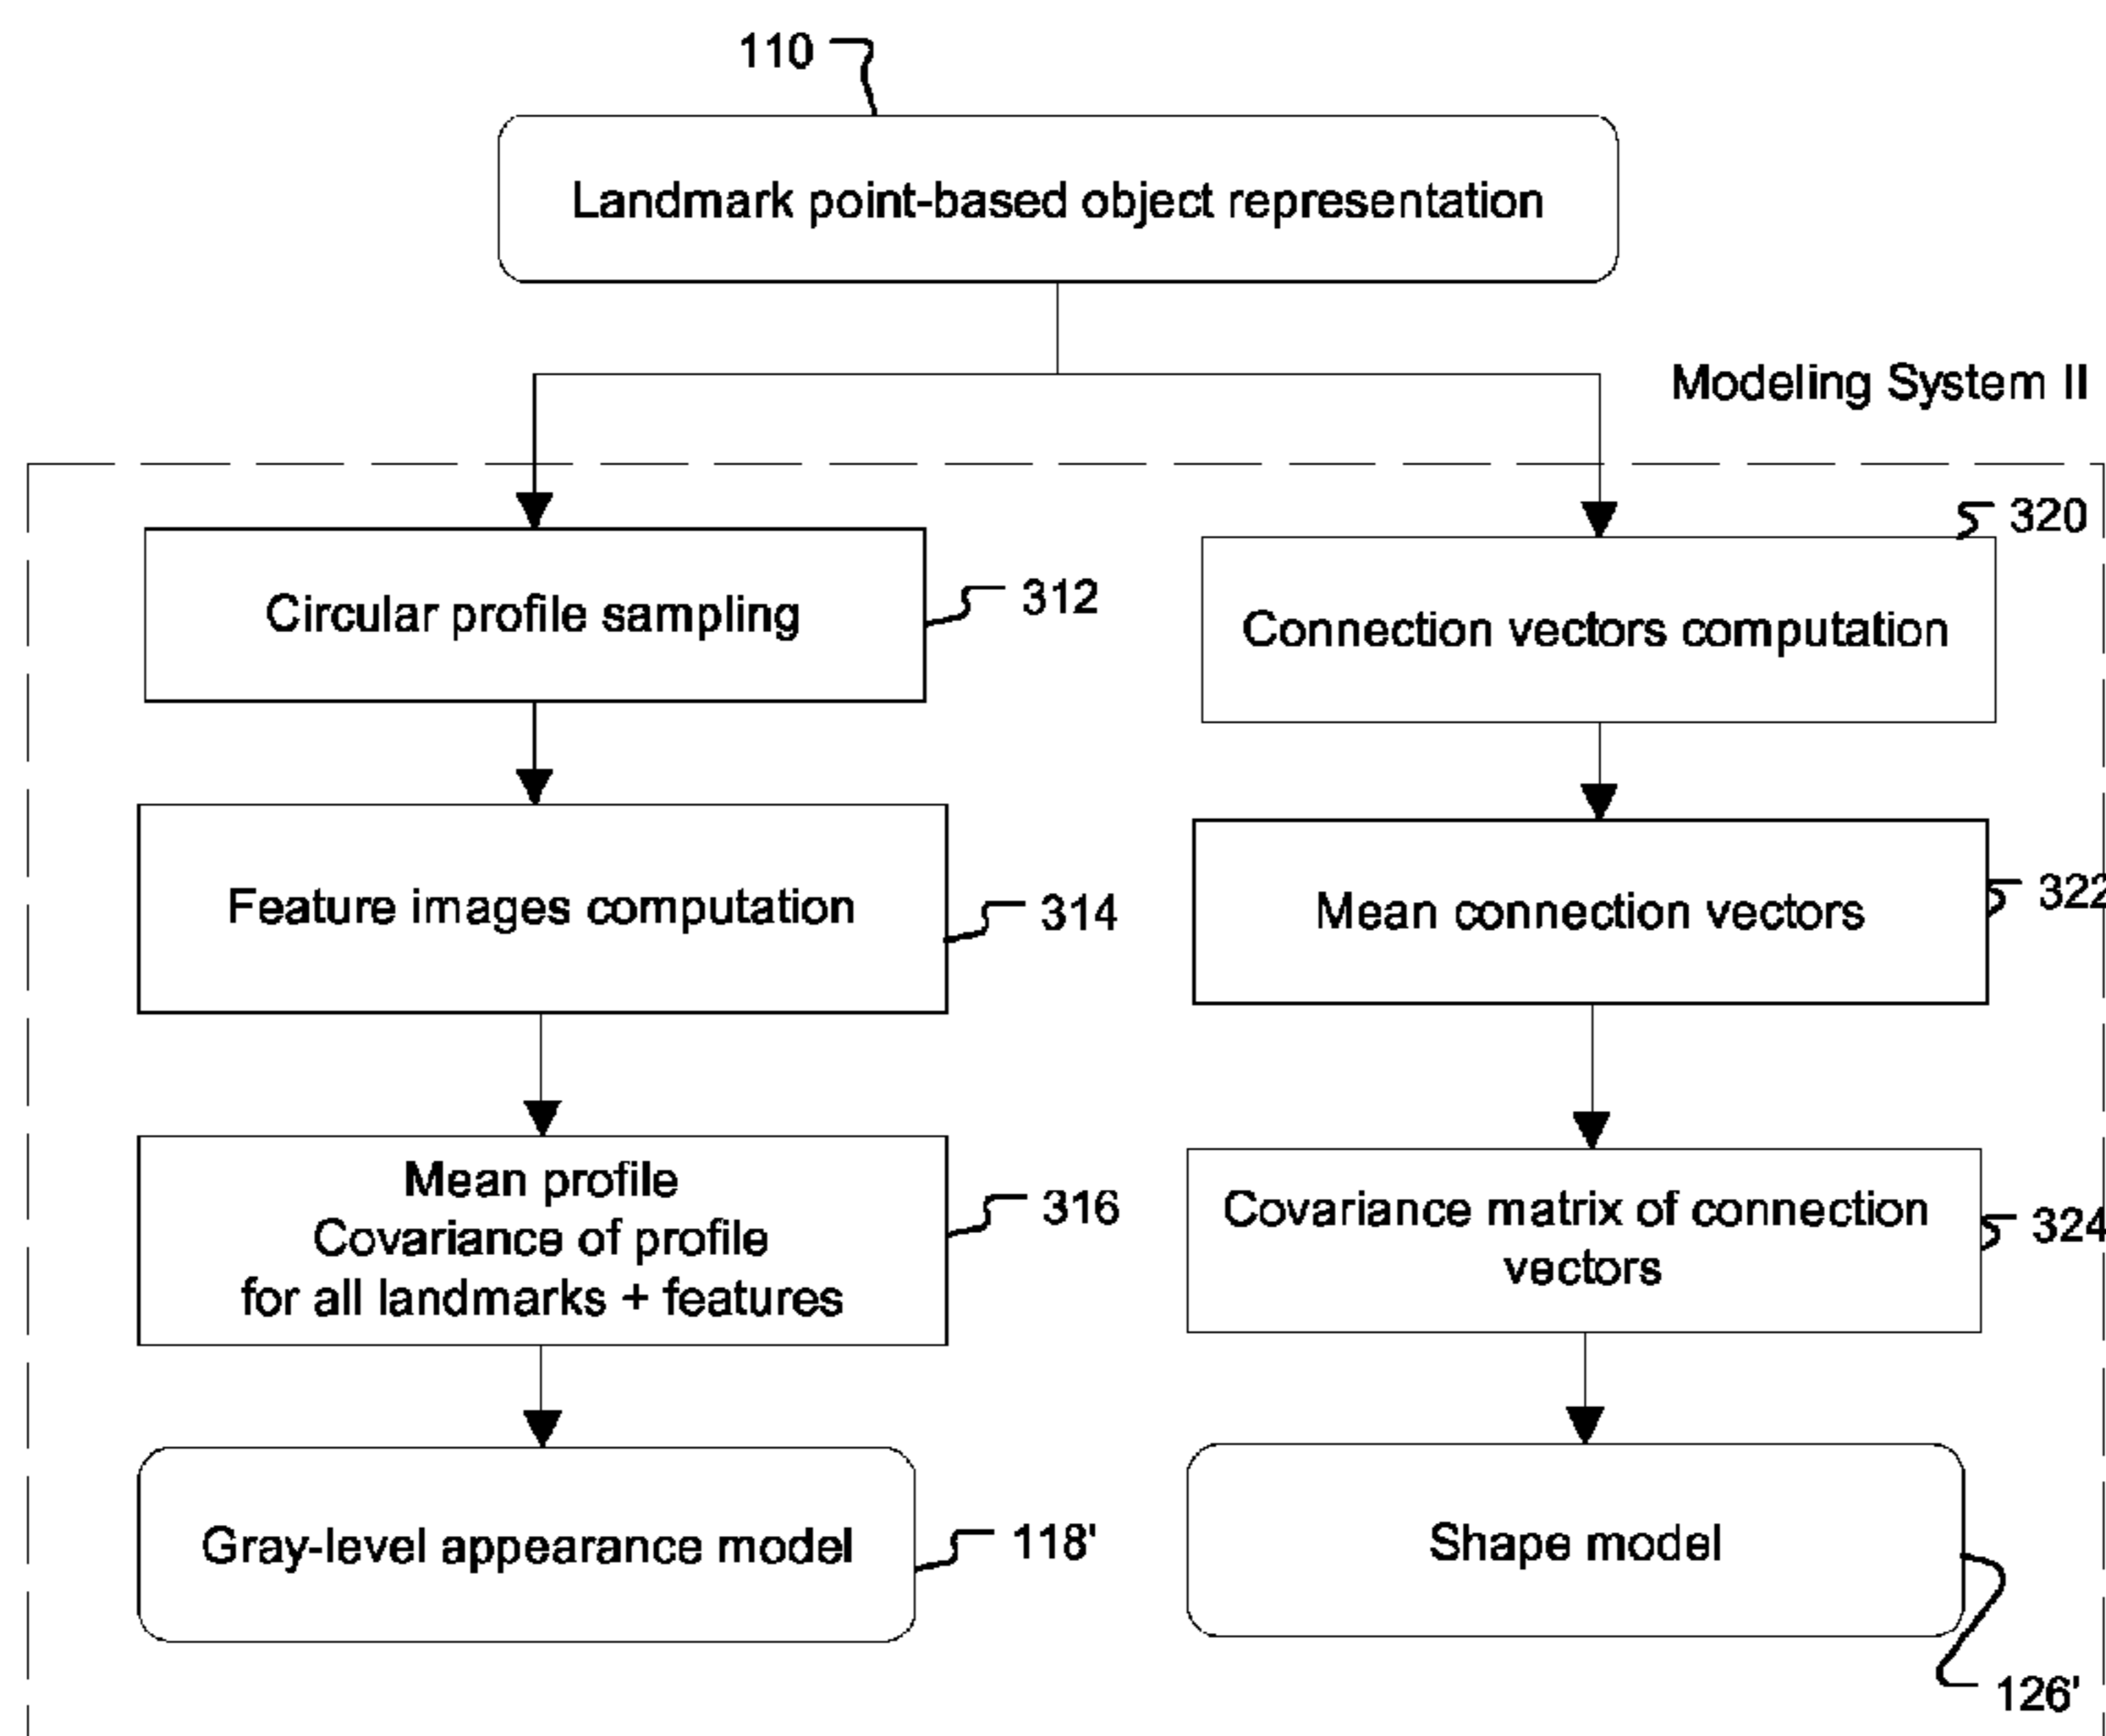 110
Landmark point-based object representation
Modeling System II
320
Circular profile sampling
312
Connection vectors computation
Feature images computation
314
Mean connection vectors
322
Mean profile
Covariance of profile
for all landmarks + features
316
Covariance matrix of connection
vectors
324
Gray-level appearance model
118'
Shape model
126'